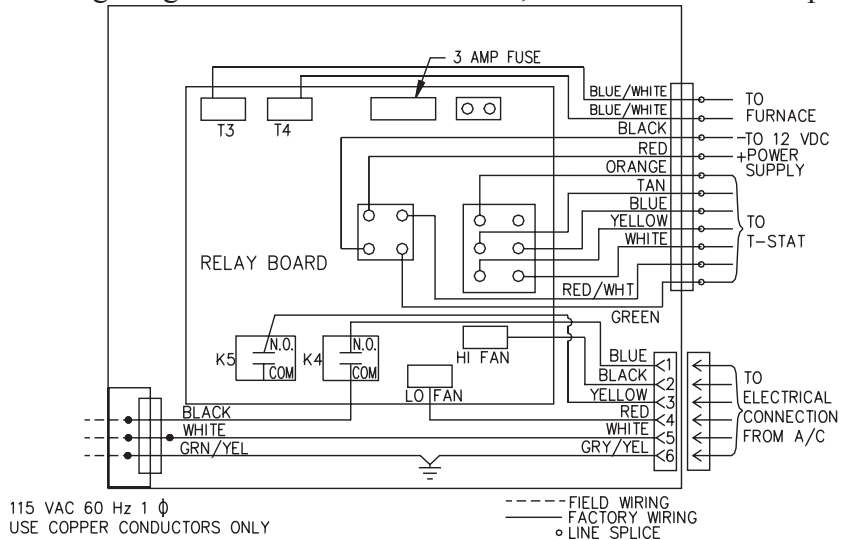 3 AMP FUSE
T3
T4
BLUE/WHITE
BLUE/WHITE
BLACK
RED
ORANGE
TAN
BLUE
YELLOW
WHITE
RED/WHT
GREEN
TO
FURNACE
-TO 12 VDC
+POWER
SUPPLY
TO
T-STAT
RELAY BOARD
K5
N.O.
COM
K4
N.O.
COM
HI FAN
LO FAN
BLUE
BLACK
YELLOW
RED
WHITE
GRY/YEL
1
2
3
4
5
6
TO
ELECTRICAL
CONNECTION
FROM A/C
BLACK
WHITE
GRN/YEL
115 VAC 60 Hz 1 ϕ
USE COPPER CONDUCTORS ONLY
FIELD WIRING
FACTORY WIRING
LINE SPLICE